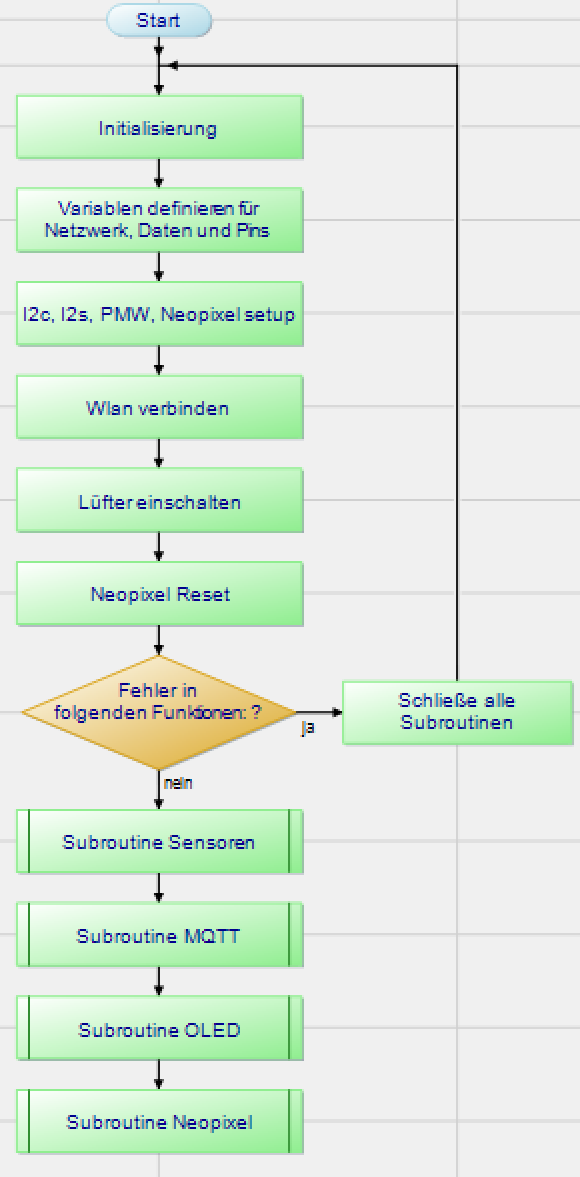 Start
Initialisierung
Variablen definieren für
Netzwerk, Daten und Pins
I2c, I2s, PMW, Neopixel setup
Wlan verbinden
Lüfter einschalten
Neopixel Reset
Fehler in
folgenden Funktionen: ?
ja
Schließe alle
Subroutinen
nein
Subroutine Sensoren
Subroutine MQTT
Subroutine OLED
Subroutine Neopixel